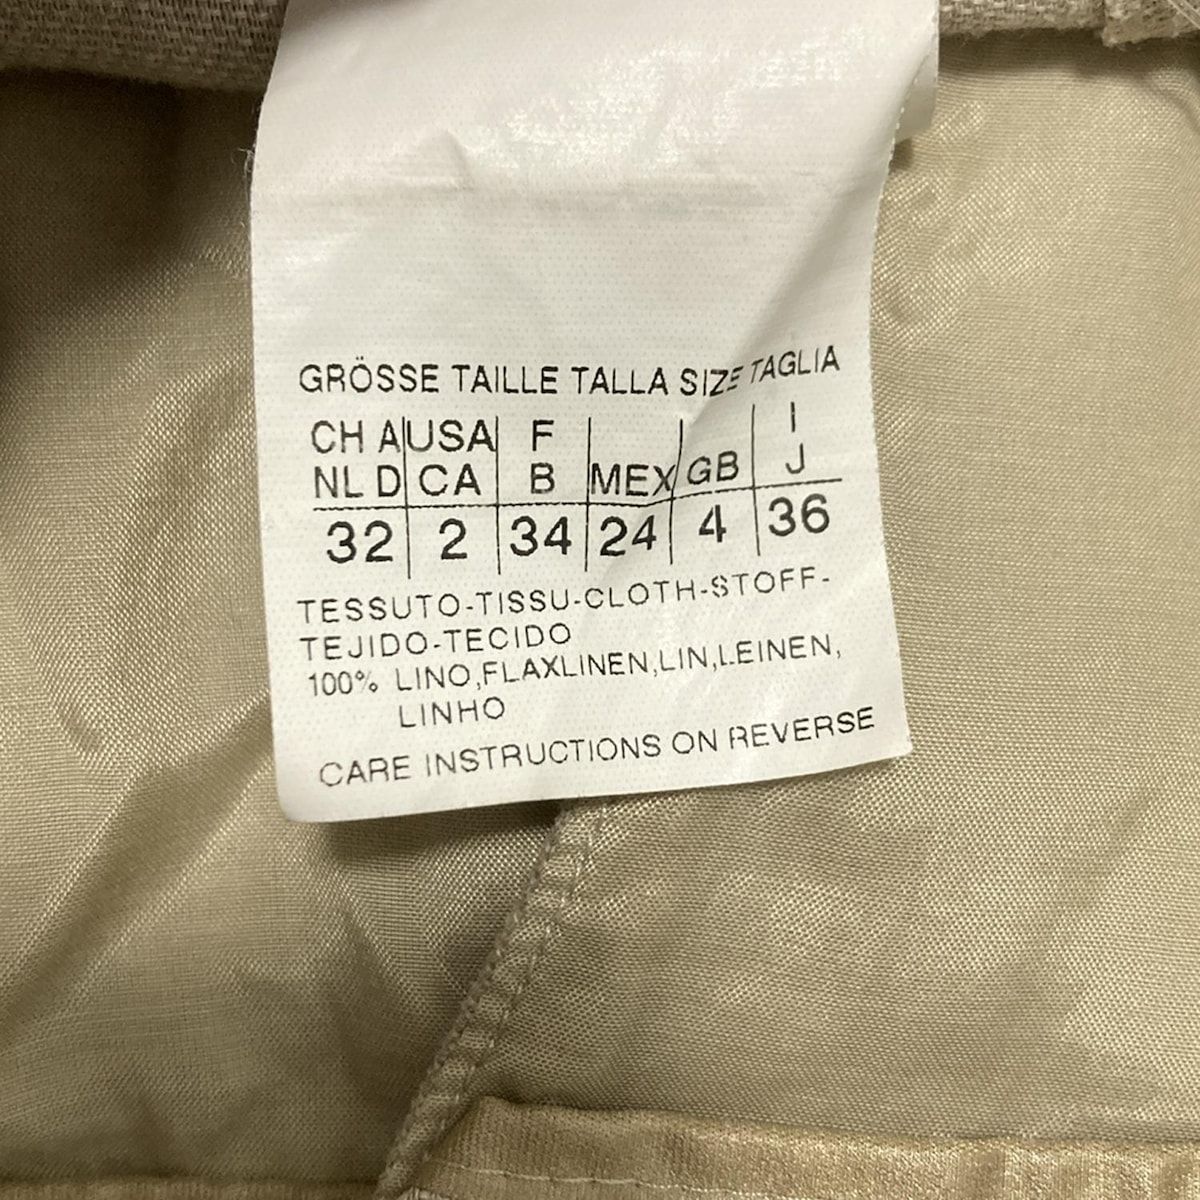 GRÖSSE TAILLE TALLA SIZE TAGLIA
CH A USA F I
NL D CA B MEX GB J
32 2 34 24 4 36
TESSUTO-TISSU-CLOTH-STOFF-
TEJIDO-TECIDO
100% LINO,FLAXLINEN,LIN,LEINEN,
LINHO
CARE INSTRUCTIONS ON REVERSE